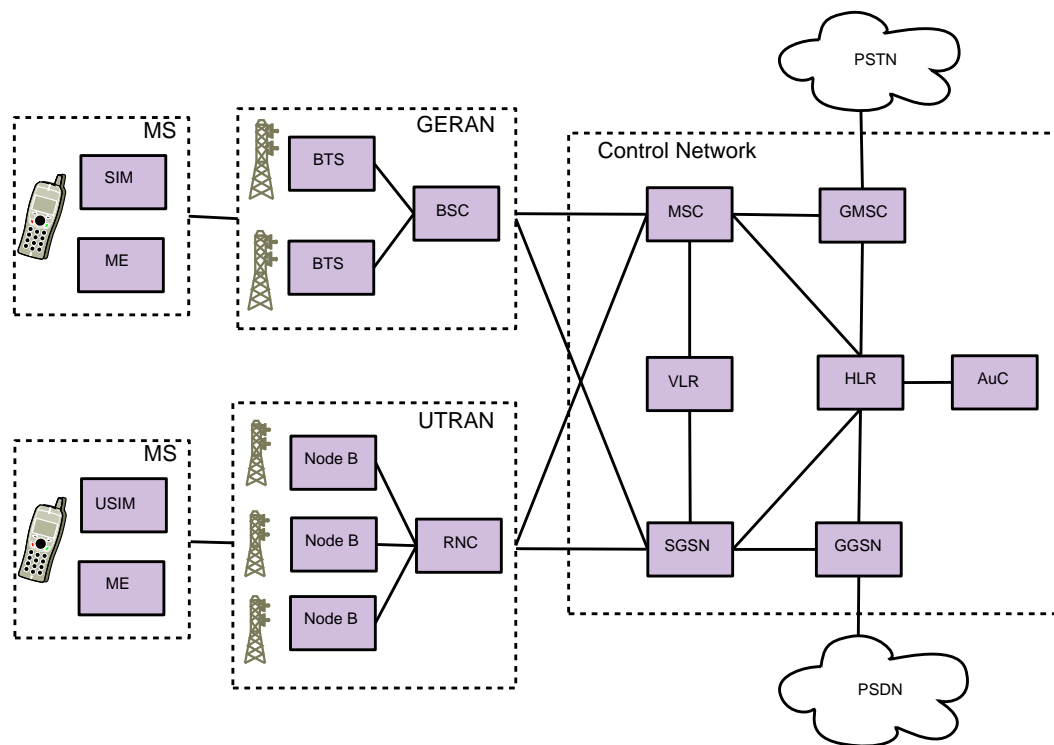 PSTN
MS
SIM
ME
GERAN
BTS
BTS
BSC
Control Network
MSC
GMSC
VLR
HLR
AuC
MS
USIM
ME
UTRAN
Node B
Node B
Node B
RNC
SGSN
GGSN
PSDN